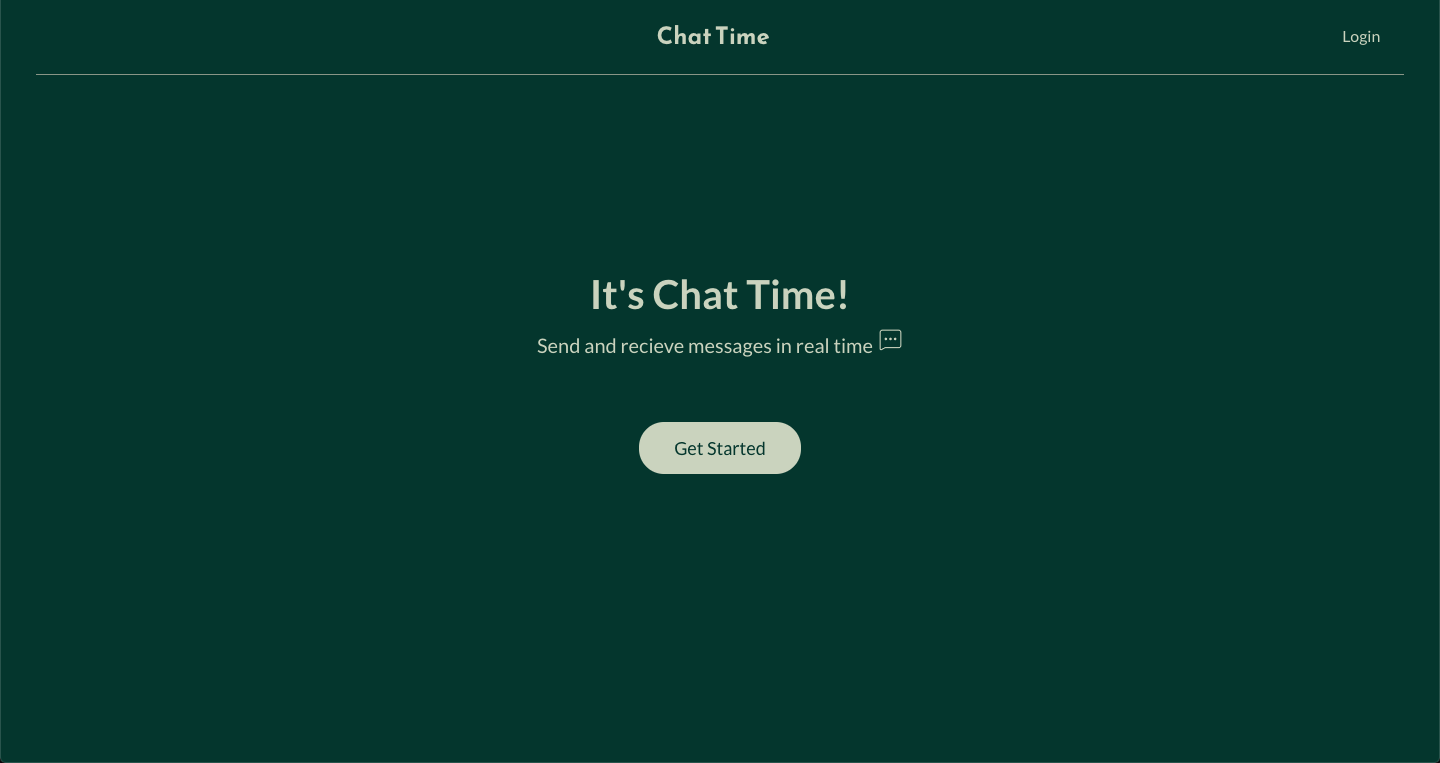 Chat Time
Login
It's Chat Time!
Send and recieve messages in real time
Get Started